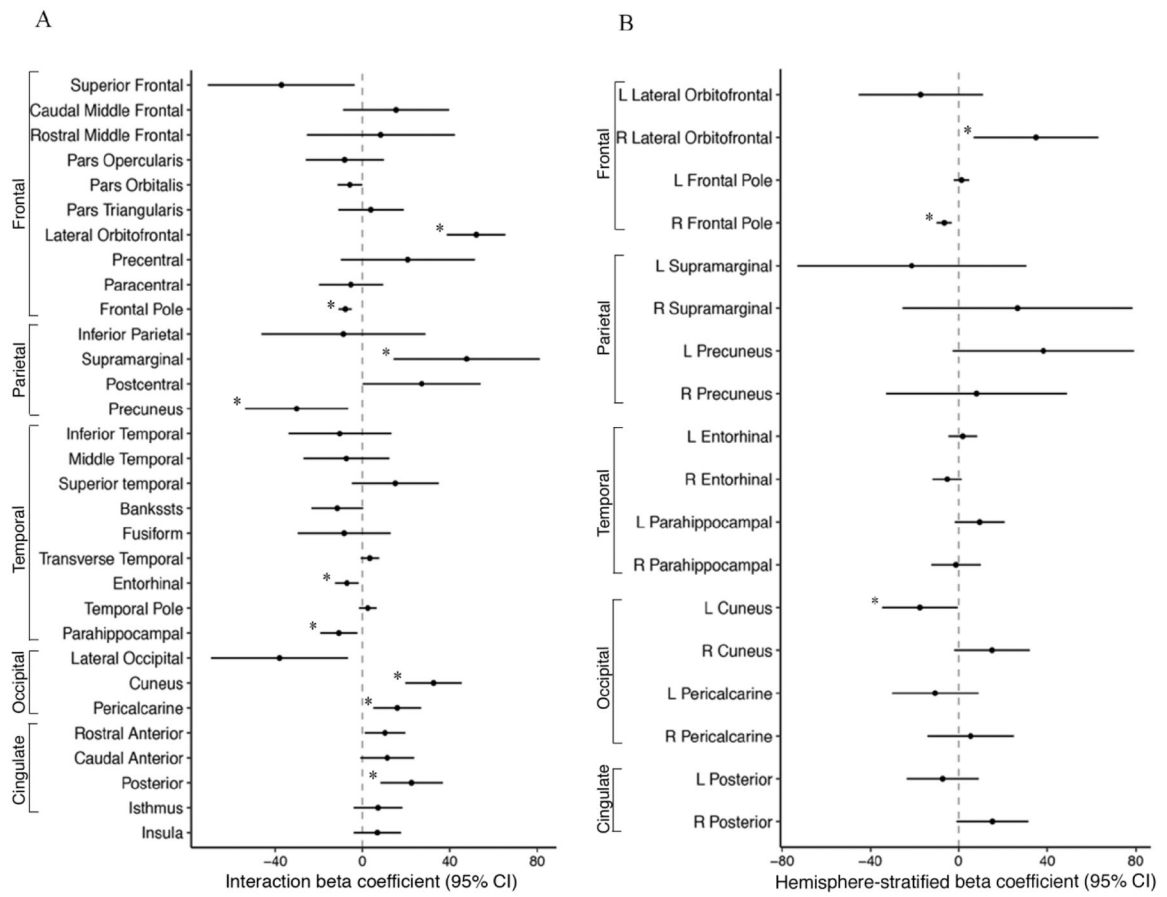 A
Frontal
Superior Frontal
Caudal Middle Frontal
Rostral Middle Frontal
Pars Opercularis
Pars Orbitalis
Pars Triangularis
Lateral Orbitofrontal
*
Precentral
Paracentral
Frontal Pole
*
Parietal
Inferior Parietal
Supramarginal
*
Postcentral
Precuneus
*
Temporal
Inferior Temporal
Middle Temporal
Superior temporal
Bankssts
Fusiform
Transverse Temporal
Entorhinal
*
Temporal Pole
Parahippocampal
*
Occipital
Lateral Occipital
Cuneus
*
Pericalcarine
*
Cingulate
Rostral Anterior
Caudal Anterior
Posterior
*
Isthmus
Insula
−40 0 40 80
Interaction beta coefficient (95% CI)
B
Frontal
L Lateral Orbitofrontal
R Lateral Orbitofrontal
*
L Frontal Pole
R Frontal Pole
*
Parietal
L Supramarginal
R Supramarginal
L Precuneus
R Precuneus
Temporal
L Entorhinal
R Entorhinal
L Parahippocampal
R Parahippocampal
Occipital
L Cuneus
*
R Cuneus
L Pericalcarine
R Pericalcarine
Cingulate
L Posterior
R Posterior
−80 −40 0 40 80
Hemisphere-stratified beta coefficient (95% CI)